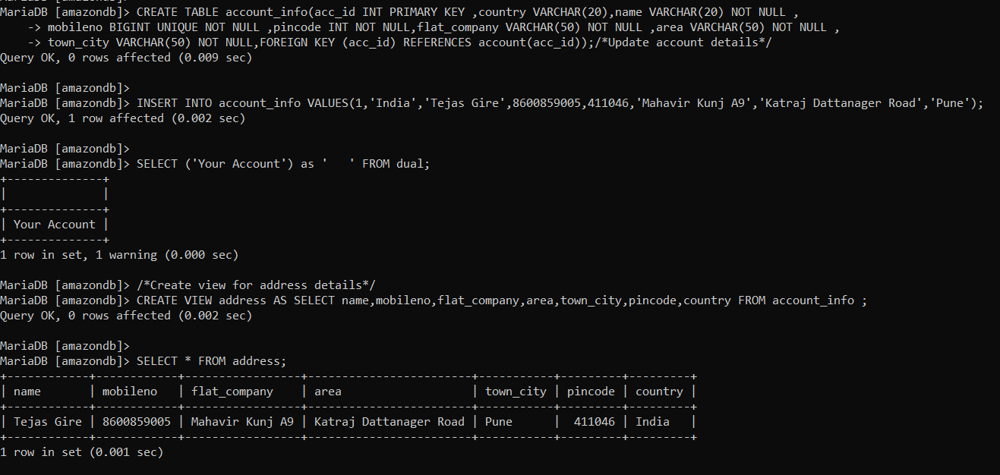 MariaDB [amazondb]> CREATE TABLE account_info(acc_id INT PRIMARY KEY ,country VARCHAR(20),name VARCHAR(20) NOT NULL ,
    -> mobileno BIGINT UNIQUE NOT NULL ,pincode INT NOT NULL,flat_company VARCHAR(50) NOT NULL ,area VARCHAR(50) NOT NULL ,
    -> town_city VARCHAR(50) NOT NULL,FOREIGN KEY (acc_id) REFERENCES account(acc_id));/*Update account details*/
Query OK, 0 rows affected (0.009 sec)

MariaDB [amazondb]>
MariaDB [amazondb]> INSERT INTO account_info VALUES(1,'India','Tejas Gire',8600859005,411046,'Mahavir Kunj A9','Katraj Dattanager Road','Pune');
Query OK, 1 row affected (0.002 sec)

MariaDB [amazondb]>
MariaDB [amazondb]> SELECT ('Your Account') as '   ' FROM dual;
+--------------+
|              |
+--------------+
| Your Account |
+--------------+
1 row in set, 1 warning (0.000 sec)

MariaDB [amazondb]> /*Create view for address details*/
MariaDB [amazondb]> CREATE VIEW address AS SELECT name,mobileno,flat_company,area,town_city,pincode,country FROM account_info ;
Query OK, 0 rows affected (0.002 sec)

MariaDB [amazondb]>
MariaDB [amazondb]> SELECT * FROM address;
+------------+------------+-----------------+------------------------+-----------+---------+---------+
| name       | mobileno   | flat_company    | area                   | town_city | pincode | country |
+------------+------------+-----------------+------------------------+-----------+---------+---------+
| Tejas Gire | 8600859005 | Mahavir Kunj A9 | Katraj Dattanager Road | Pune      |  411046 | India   |
+------------+------------+-----------------+------------------------+-----------+---------+---------+
1 row in set (0.001 sec)